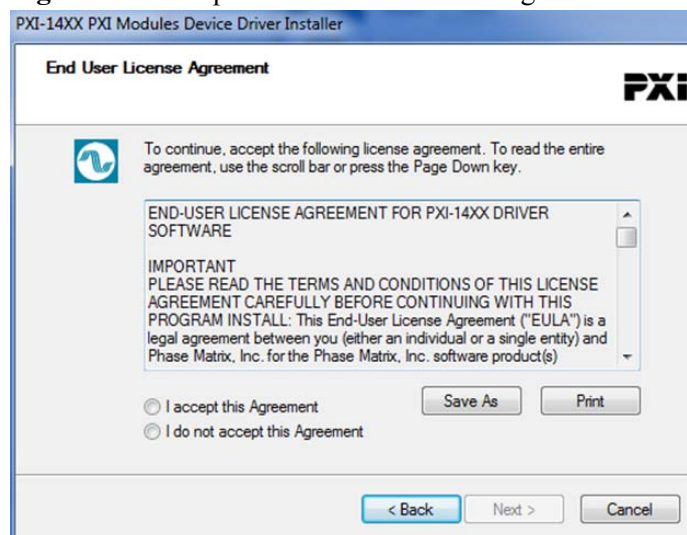 PXI-14XX PXI Modules Device Driver Installer
End User License Agreement
PXI
To continue, accept the following license agreement. To read the entire
agreement, use the scroll bar or press the Page Down key.
END-USER LICENSE AGREEMENT FOR PXI-14XX DRIVER
SOFTWARE
IMPORTANT
PLEASE READ THE TERMS AND CONDITIONS OF THIS LICENSE
AGREEMENT CAREFULLY BEFORE CONTINUING WITH THIS
PROGRAM INSTALL: This End-User License Agreement ("EULA") is a
legal agreement between you (either an individual or a single entity) and
Phase Matrix, Inc. for the Phase Matrix, Inc. software product(s)
I accept this Agreement
Save As
Print
I do not accept this Agreement
< Back
Next >
Cancel